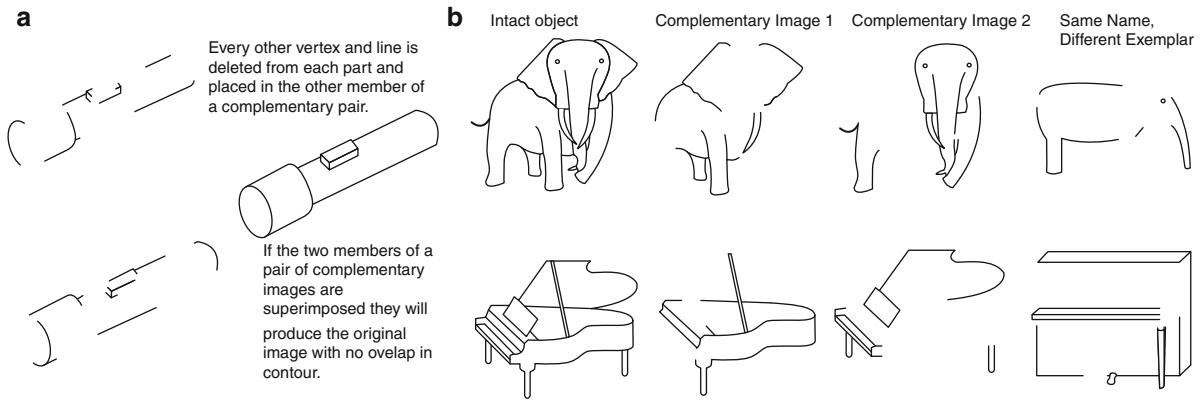 a
Every other vertex and line is
deleted from each part and
placed in the other member of
a complementary pair.
If the two members of a
pair of complementary
images are
superimposed they will
produce the original
image with no ovelap in
contour.
b
Intact object
Complementary Image 1
Complementary Image 2
Same Name,
Different Exemplar